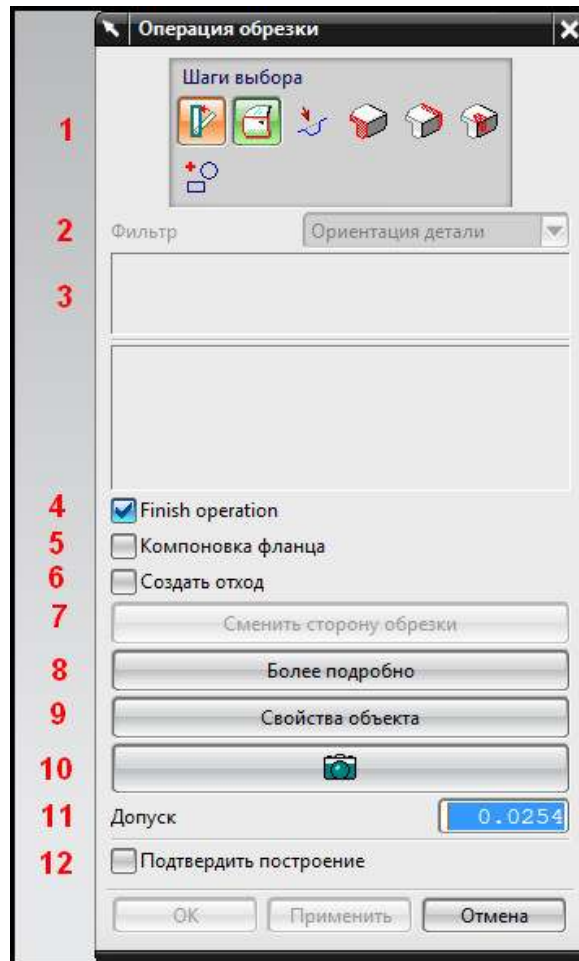 Операция обрезки
Шаги выбора
1
2 Фильтр Ориентация детали
3
4 Finish operation
5 Компоновка фланца
6 Создать отход
7 Сменить сторону обрезки
8 Более подробно
9 Свойства объекта
10
11 Допуск 0.0254
12 Подтвердить построение
ОК Применить Отмена